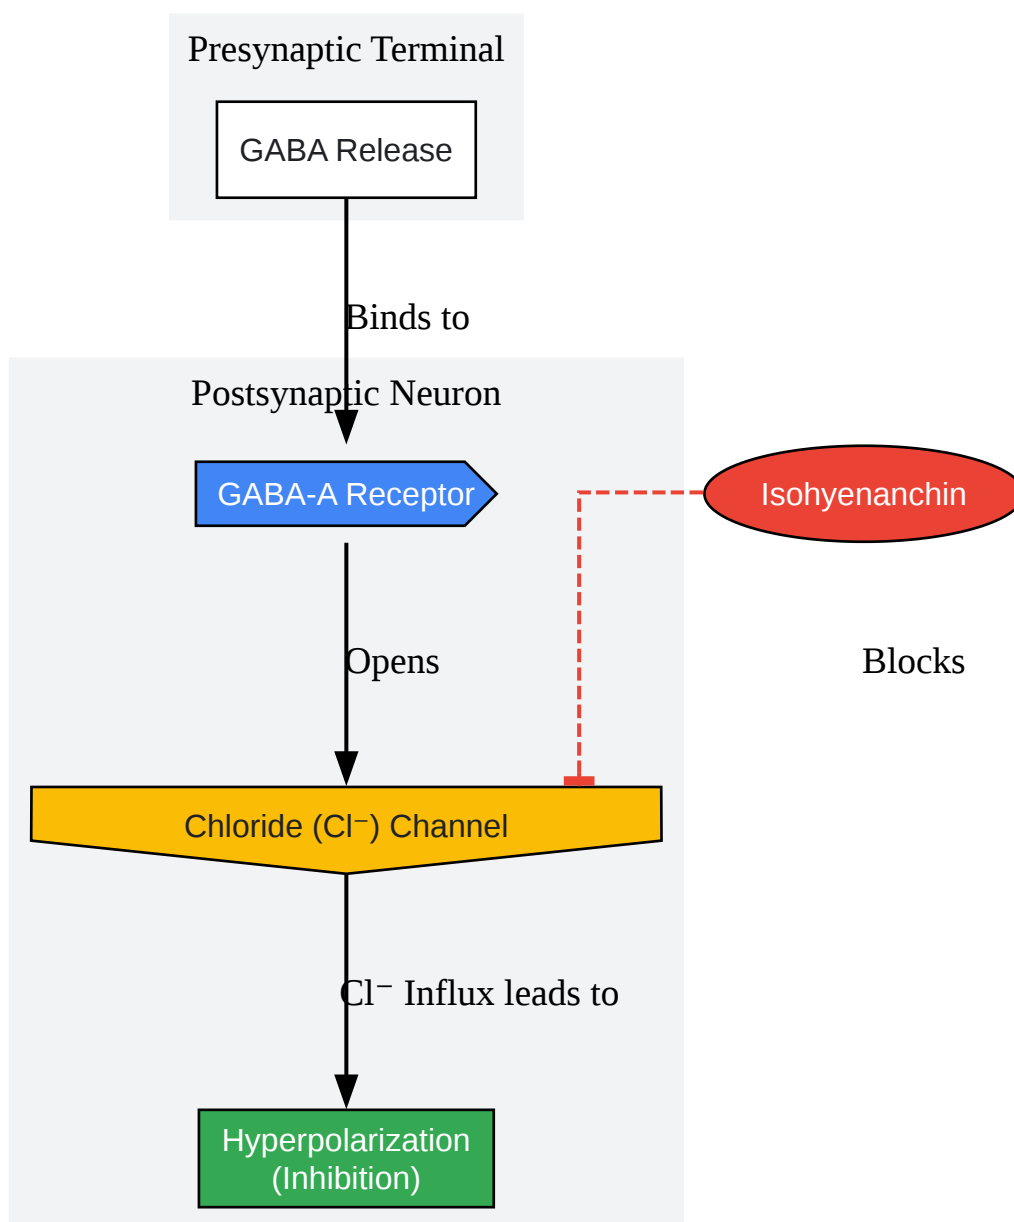 Presynaptic Terminal
GABA Release
Binds to
Postsynaptic Neuron
GABA-A Receptor
Isohyenanchin
Opens
Blocks
Chloride (Cl⁻) Channel
Cl⁻ Influx leads to
Hyperpolarization
(Inhibition)